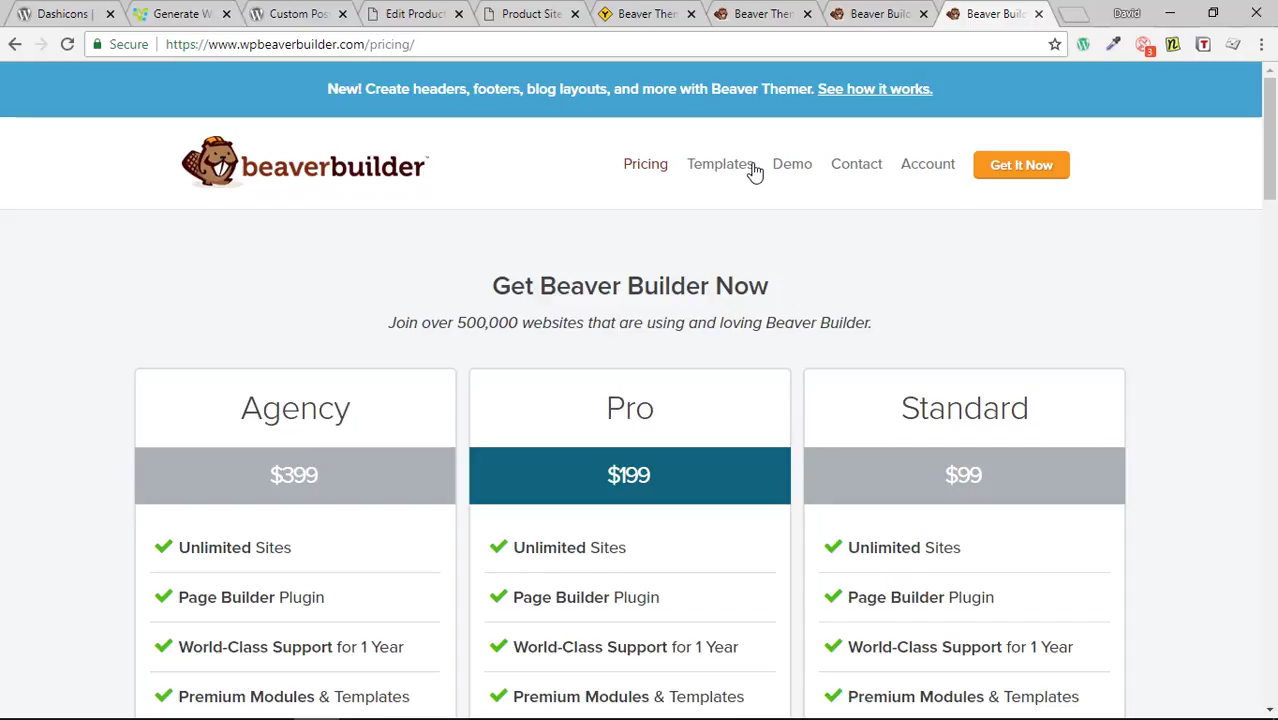 Dashicons |
Generate W
Custom Pos
Edit Product
Product Site
Beaver Them
Beaver Them
Beaver Build
Beaver Build
David
Secure | https://www.wpbeaverbuilder.com/pricing/
3
New! Create headers, footers, blog layouts, and more with Beaver Themer. See how it works.
beaverbuilder™
Pricing
Templates
Demo
Contact
Account
Get It Now
Get Beaver Builder Now
Join over 500,000 websites that are using and loving Beaver Builder.
Agency
Pro
Standard
$399
$199
$99
Unlimited Sites
Unlimited Sites
Unlimited Sites
Page Builder Plugin
Page Builder Plugin
Page Builder Plugin
World-Class Support for 1 Year
World-Class Support for 1 Year
World-Class Support for 1 Year
Premium Modules & Templates
Premium Modules & Templates
Premium Modules & Templates